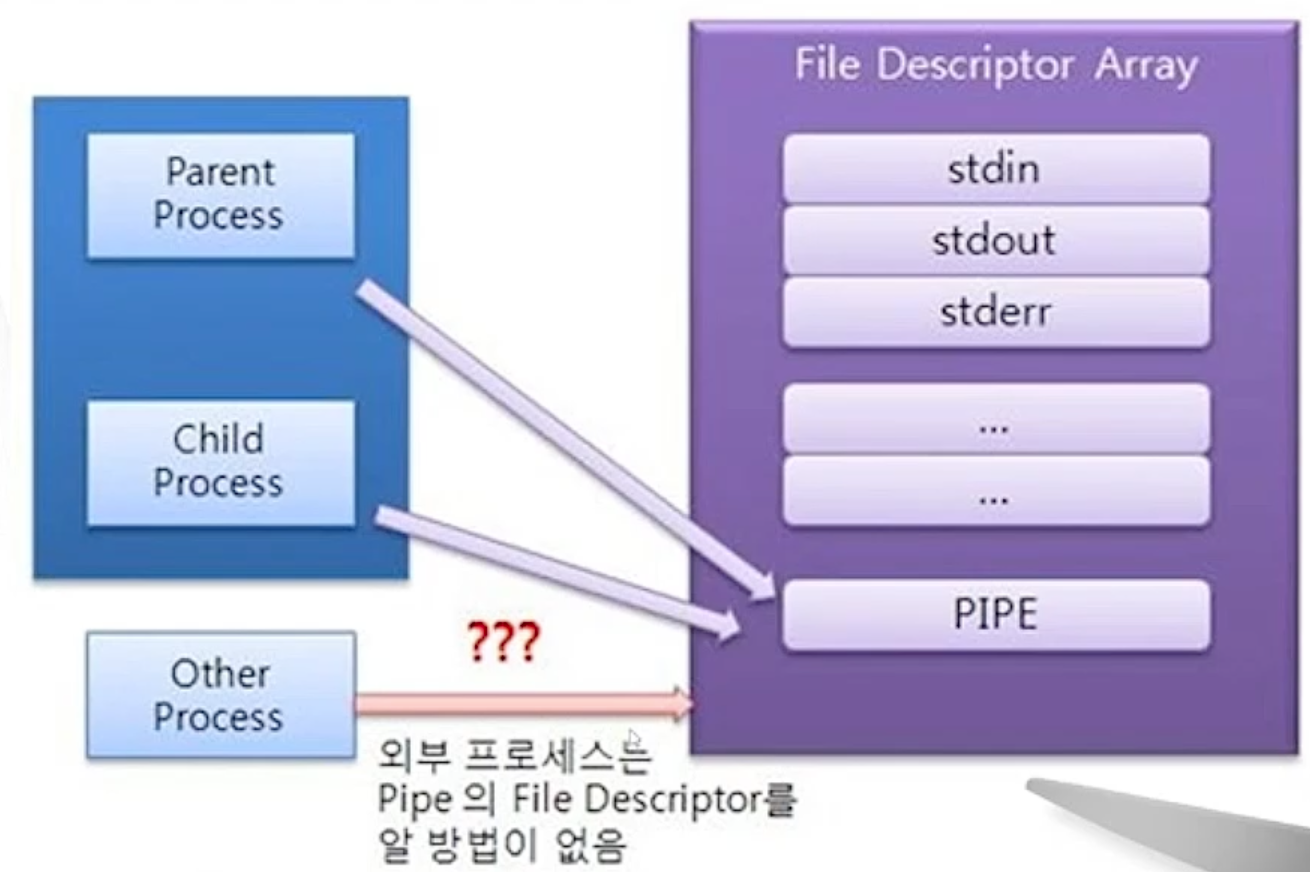 File Descriptor Array
Parent
Process
Child
Process
Other
Process
stdin
stdout
stderr
...
...
PIPE
???
외부 프로세스는
Pipe 의 File Descriptor를
알 방법이 없음